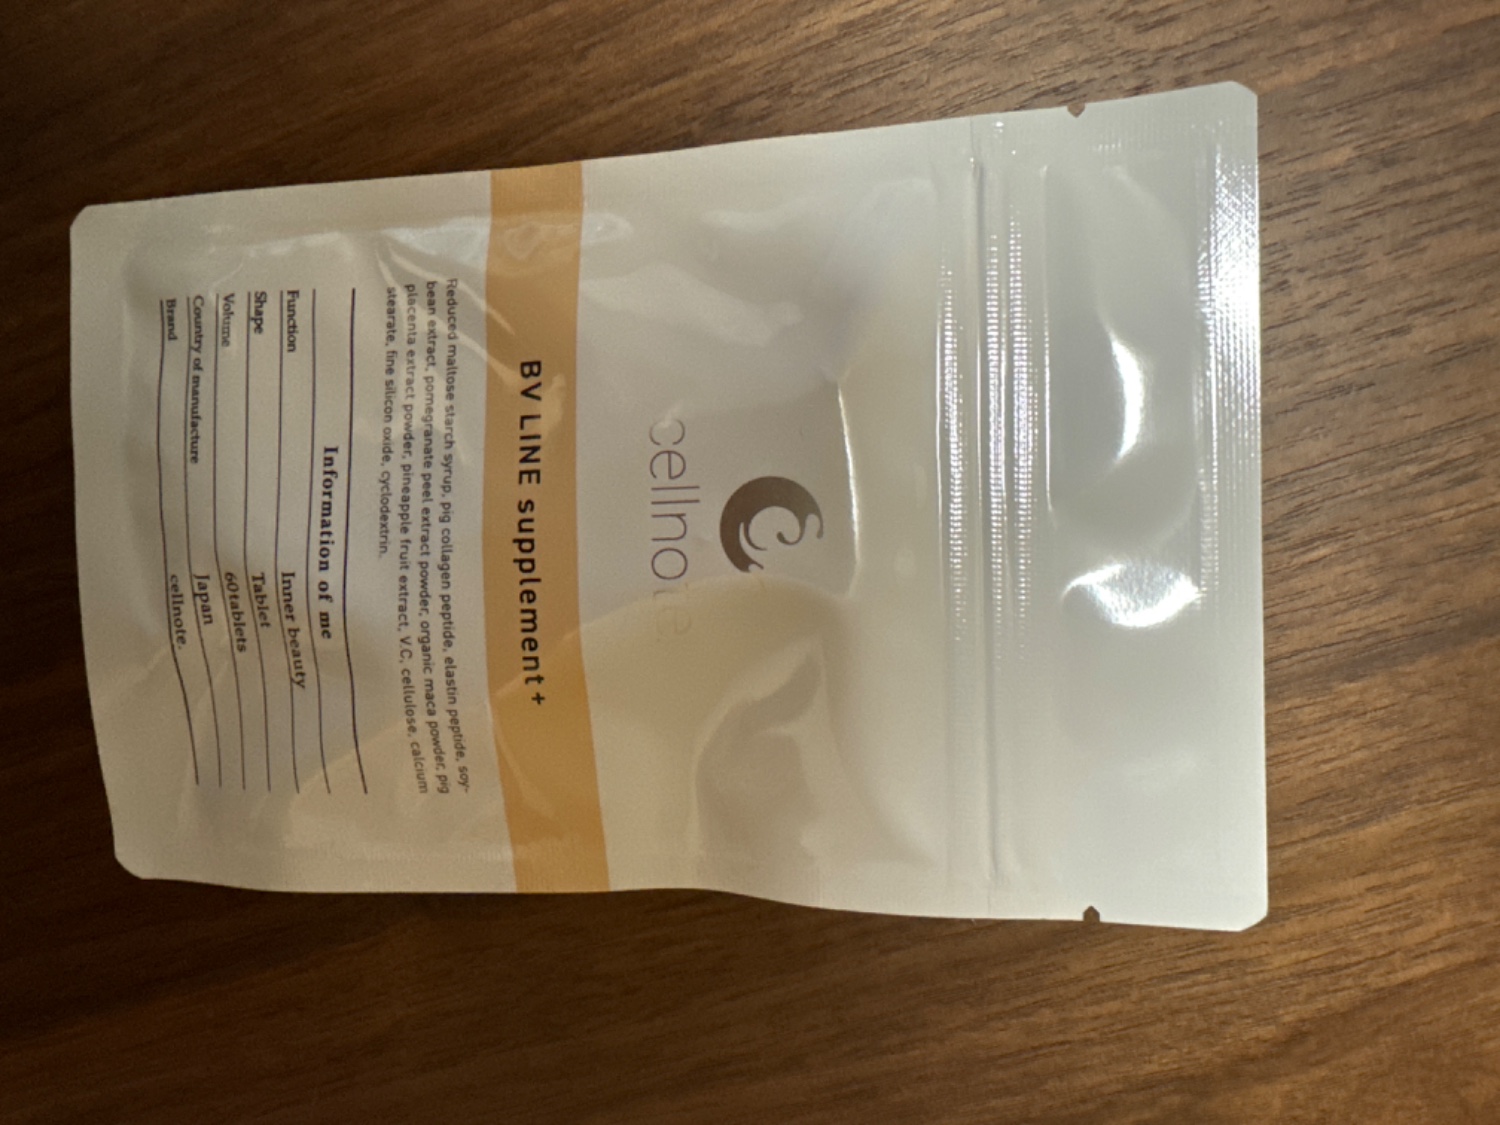 cellnote.
BV LINE supplement+
Reduced maltose starch syrup, pig collagen peptide, elastin peptide, soy-
bean extract, pomegranate peel extract powder, organic maca powder, pig
placenta extract powder, pineapple fruit extract, V.C, cellulose, calcium
stearate, fine silicon oxide, cyclodextrin.
Information of me
Function Inner beauty
Shape Tablet
Volume 60tablets
Country of manufacture Japan
Brand cellnote.